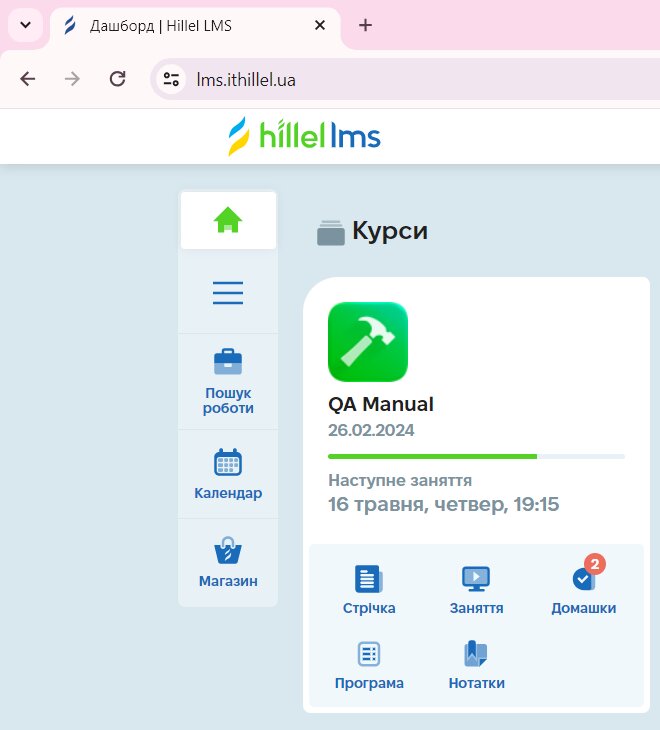 Дашборд | Hillel LMS
lms.ithillel.ua
hillel lms
Курси
Пошук
роботи
Календар
Магазин
QA Manual
26.02.2024
Наступне заняття
16 травня, четвер, 19:15
2
Стрічка
Заняття
Домашки
Програма
Нотатки